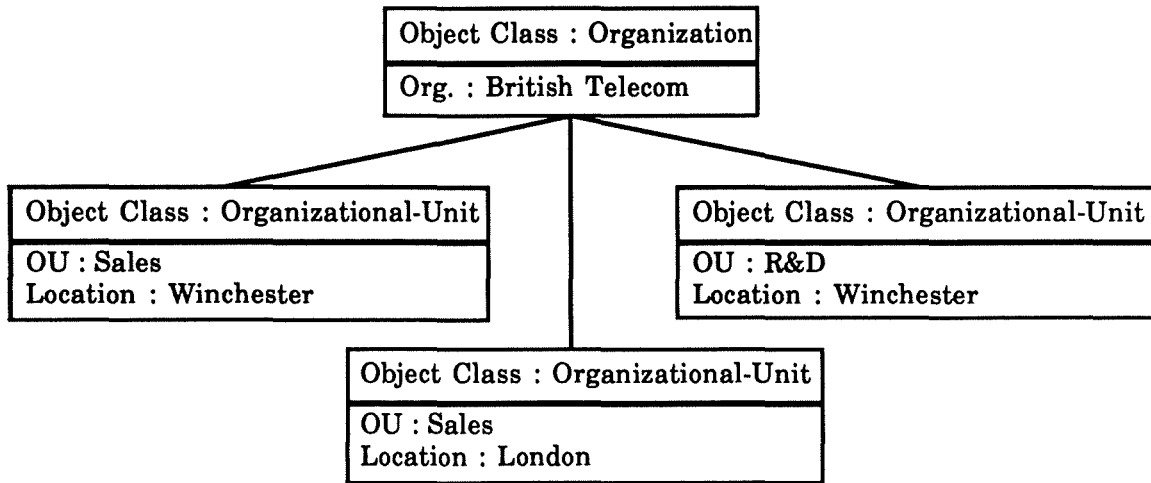 Object Class : Organization
Org. : British Telecom
Object Class : Organizational-Unit
OU : Sales
Location : Winchester
Object Class : Organizational-Unit
OU : R&D
Location : Winchester
Object Class : Organizational-Unit
OU : Sales
Location : London